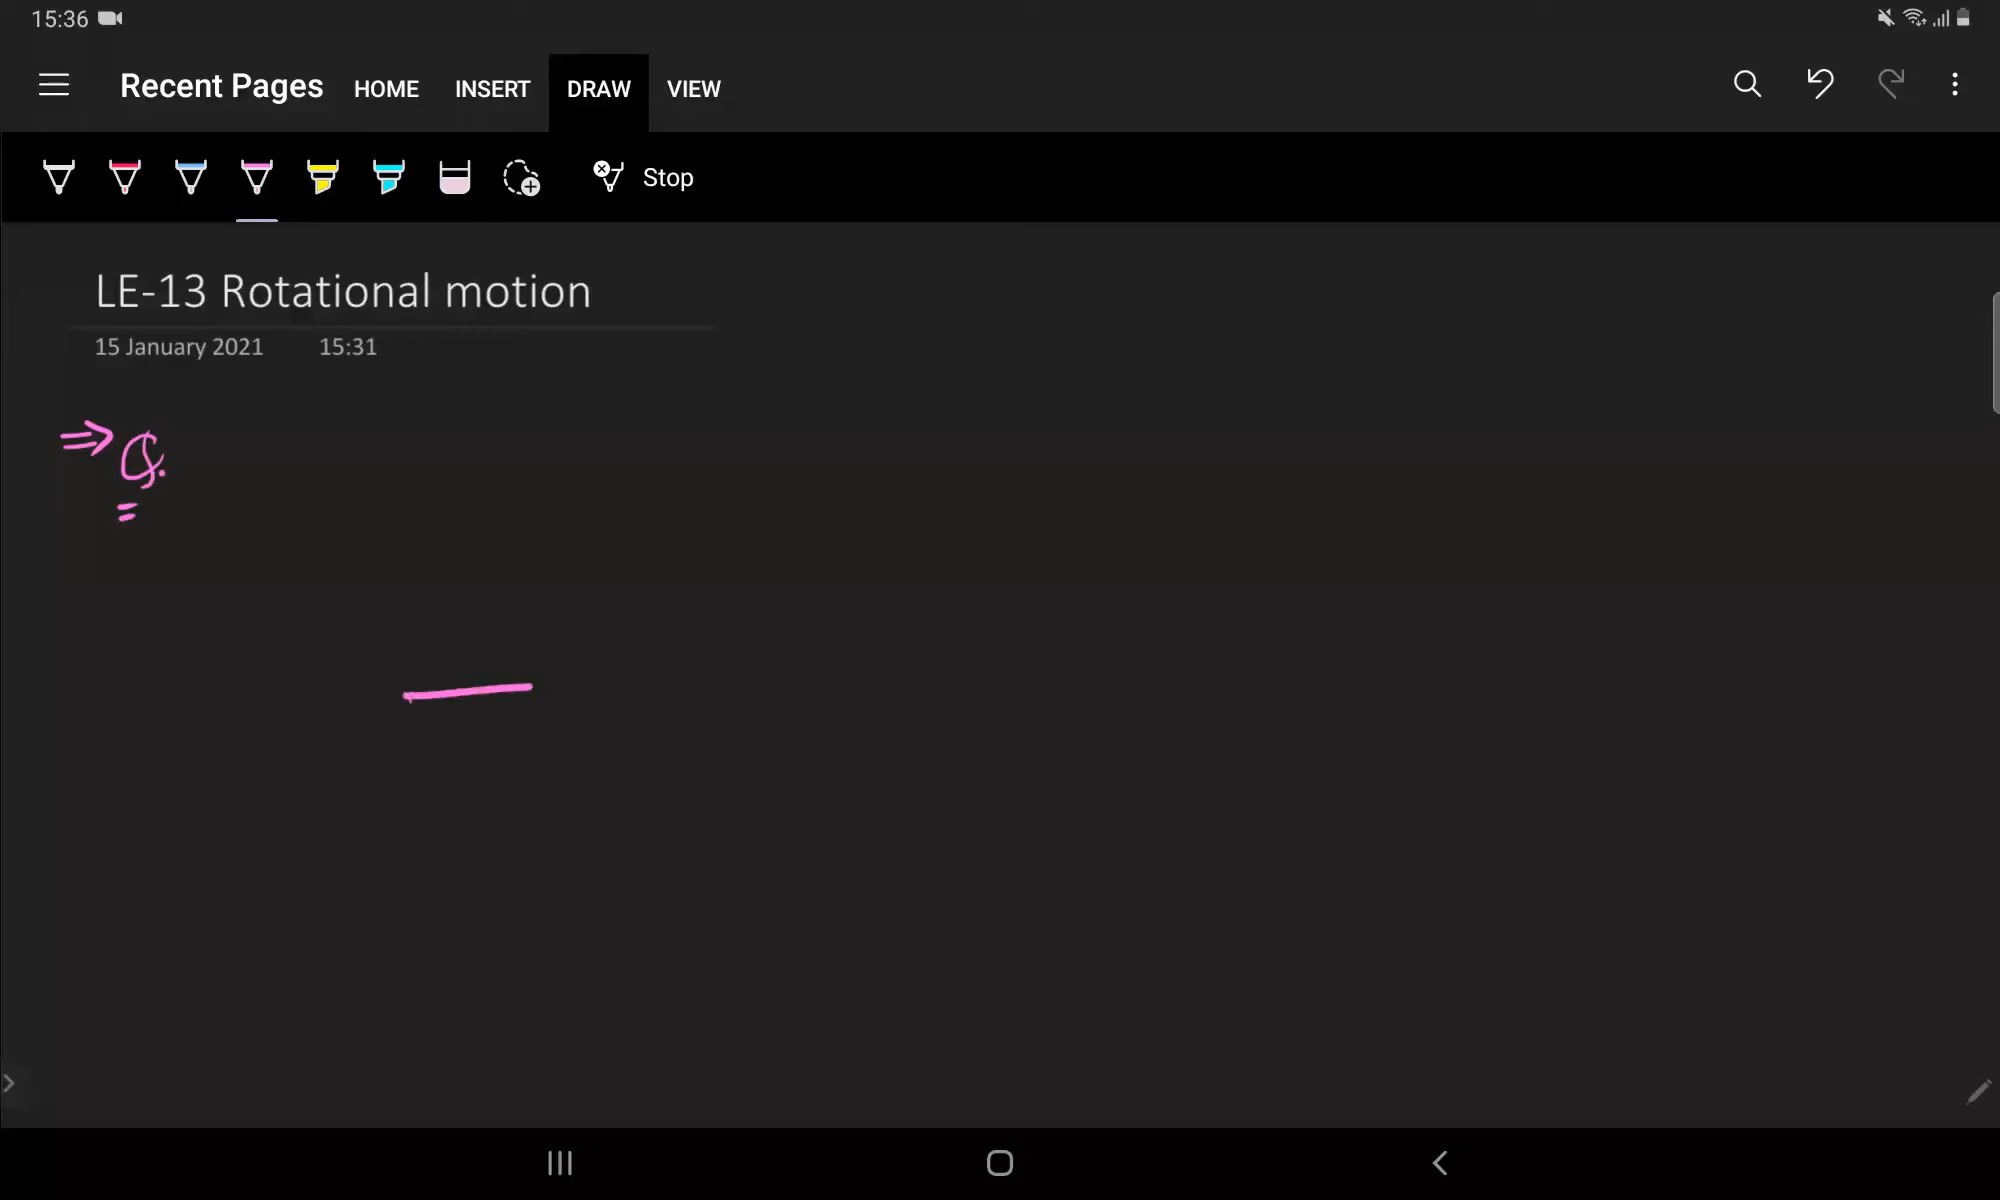 15:36
Recent Pages HOME INSERT DRAW VIEW
Stop
LE-13 Rotational motion
15 January 2021 15:31
⇒ Q.
=